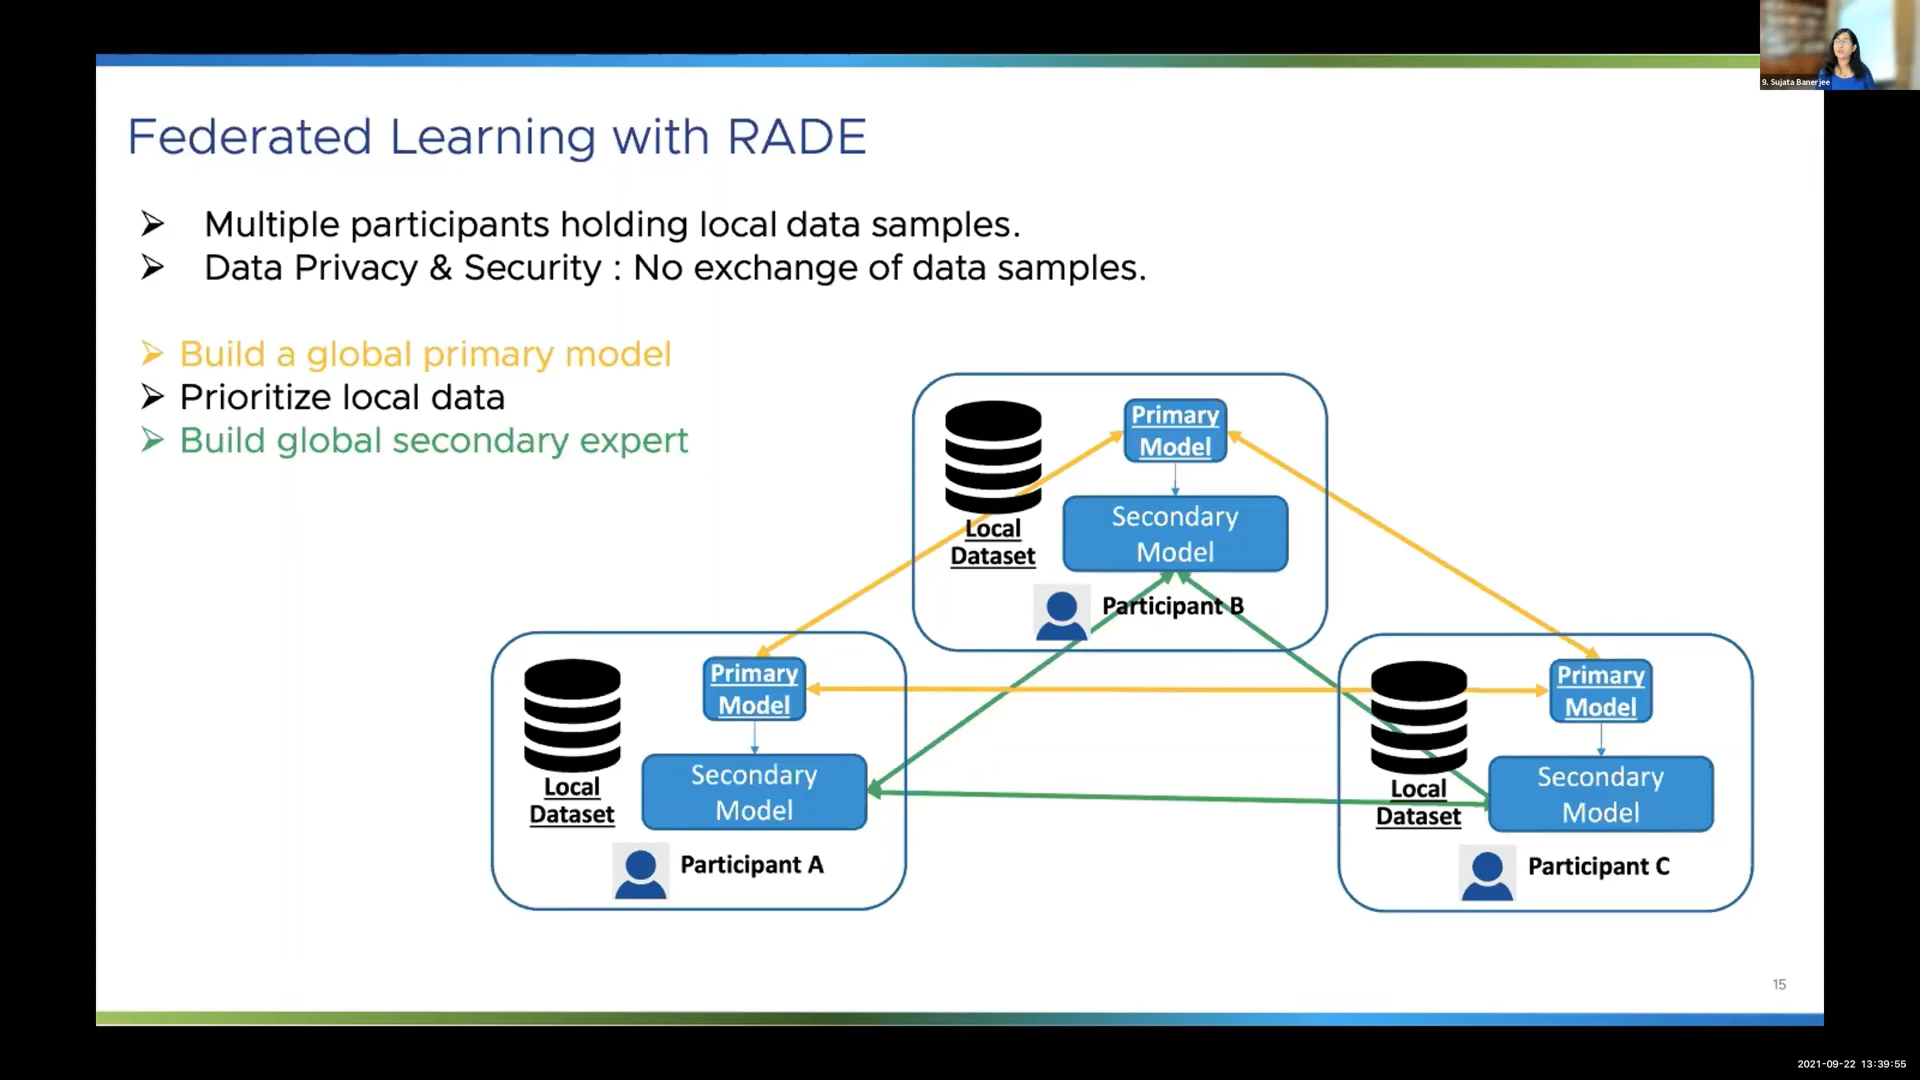 9. Sujata Banerjee
Federated Learning with RADE
➢ Multiple participants holding local data samples.
➢ Data Privacy & Security : No exchange of data samples.
➢ Build a global primary model
➢ Prioritize local data
➢ Build global secondary expert
Primary
Model
Secondary
Model
Local
Dataset
Participant B
Primary
Model
Secondary
Model
Local
Dataset
Participant A
Primary
Model
Secondary
Model
Local
Dataset
Participant C
15
2021-09-22 13:39:55